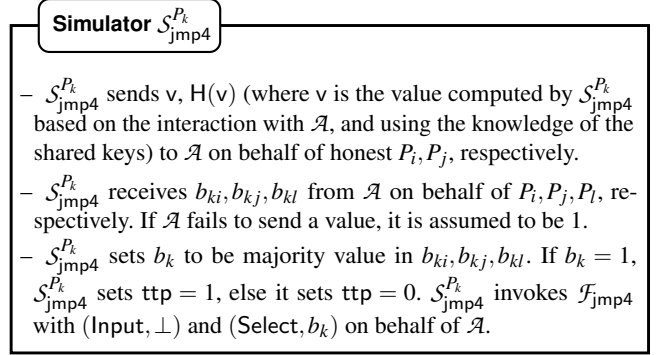 Simulator 𝒮^{P_k}_{jmp4}
– 𝒮^{P_k}_{jmp4} sends v, H(v) (where v is the value computed by 𝒮^{P_k}_{jmp4}
based on the interaction with 𝒜, and using the knowledge of the
shared keys) to 𝒜 on behalf of honest P_i, P_j, respectively.
– 𝒮^{P_k}_{jmp4} receives b_{ki}, b_{kj}, b_{kl} from 𝒜 on behalf of P_i, P_j, P_l, re-
spectively. If 𝒜 fails to send a value, it is assumed to be 1.
– 𝒮^{P_k}_{jmp4} sets b_k to be majority value in b_{ki}, b_{kj}, b_{kl}. If b_k = 1,
𝒮^{P_k}_{jmp4} sets ttp = 1, else it sets ttp = 0. 𝒮^{P_k}_{jmp4} invokes ℱ_{jmp4}
with (Input, ⊥) and (Select, b_k) on behalf of 𝒜.